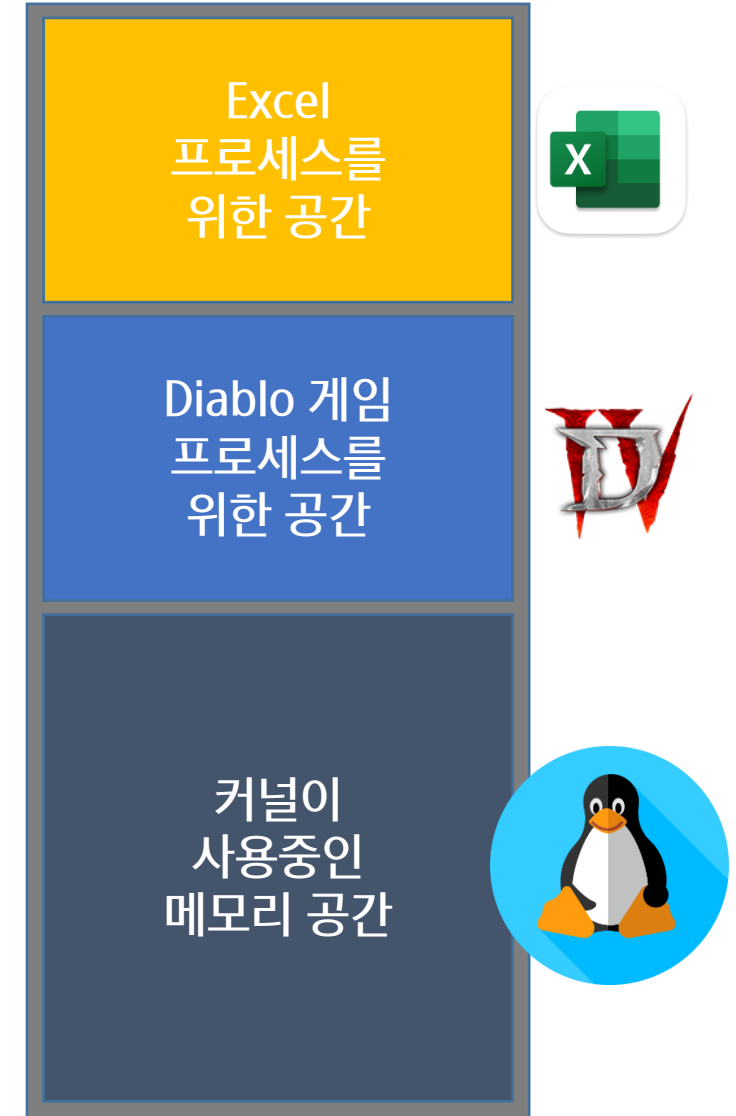 Excel
프로세스를
위한 공간
X
Diablo 게임
프로세스를
위한 공간
IV
D
커널이
사용중인
메모리 공간